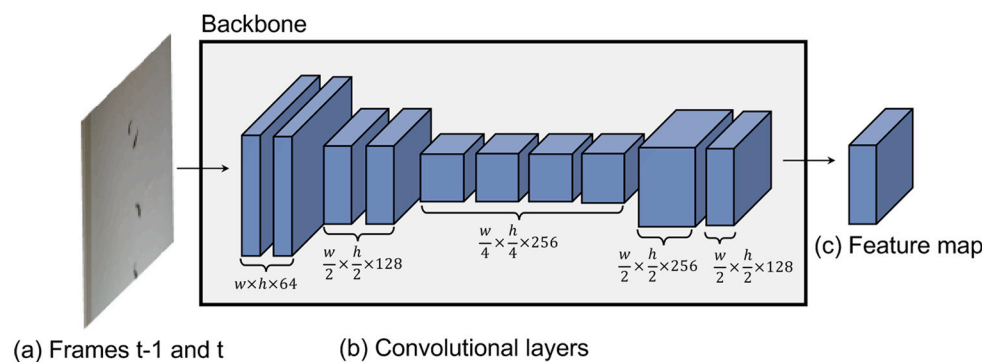 Backbone
w×h×64
w/2 × h/2 ×128
w/4 × h/4 ×256
w/2 × h/2 ×256
w/2 × h/2 ×128
(c) Feature map
(a) Frames t-1 and t
(b) Convolutional layers